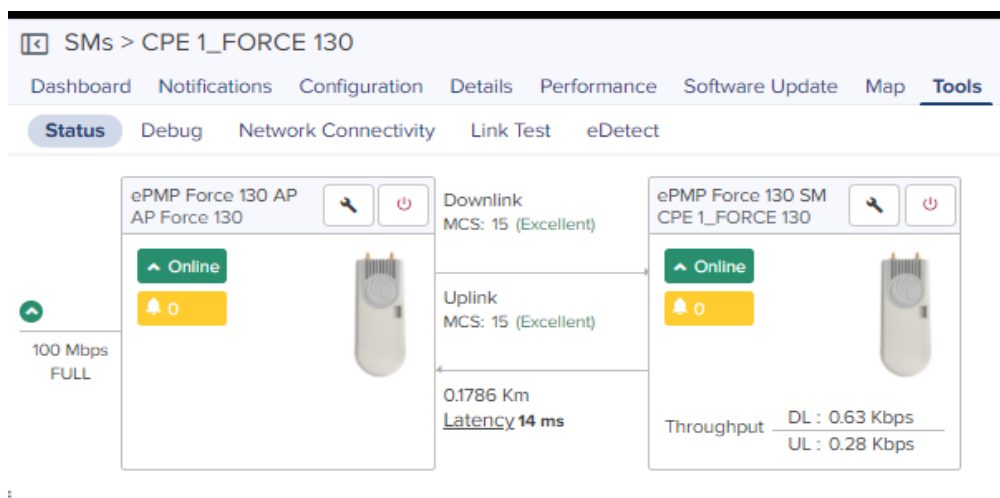 SMs > CPE 1_FORCE 130
Dashboard Notifications Configuration Details Performance Software Update Map Tools
Status Debug Network Connectivity Link Test eDetect
100 Mbps
FULL
ePMP Force 130 AP
AP Force 130
Online
0
Downlink
MCS: 15 (Excellent)
Uplink
MCS: 15 (Excellent)
0.1786 Km
Latency 14 ms
ePMP Force 130 SM
CPE 1_FORCE 130
Online
0
Throughput
DL : 0.63 Kbps
UL : 0.28 Kbps